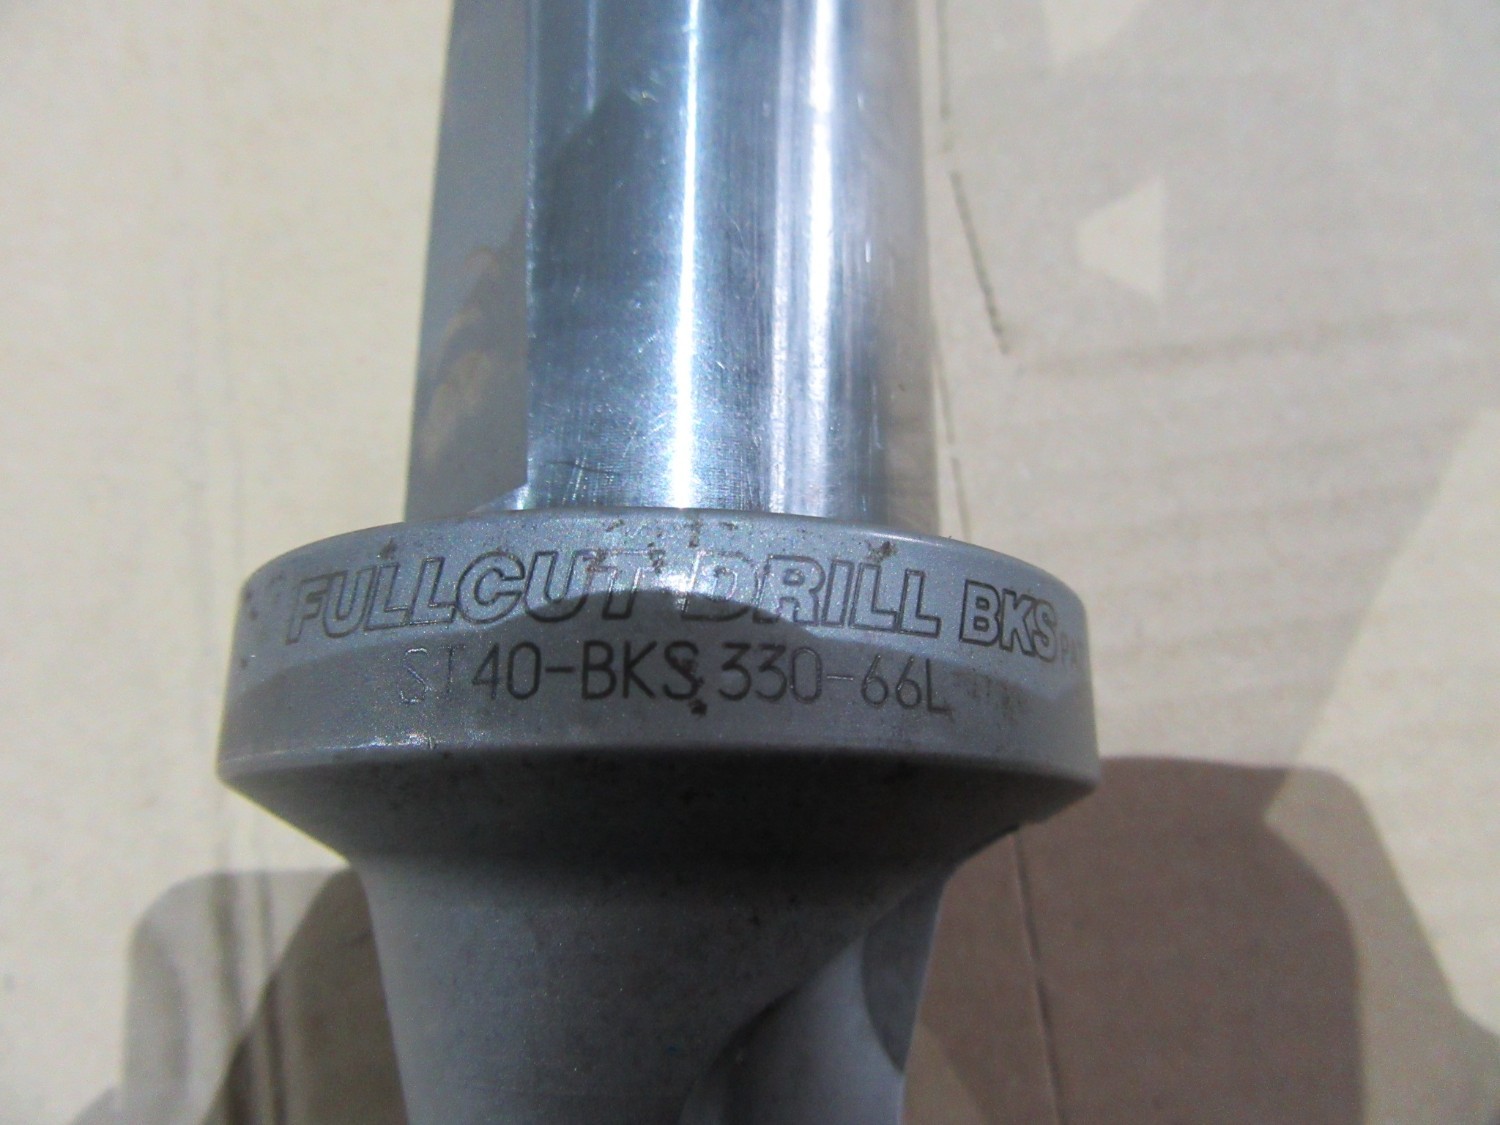 FULLCUT DRILL BKS
ST40-BKS 330-66L